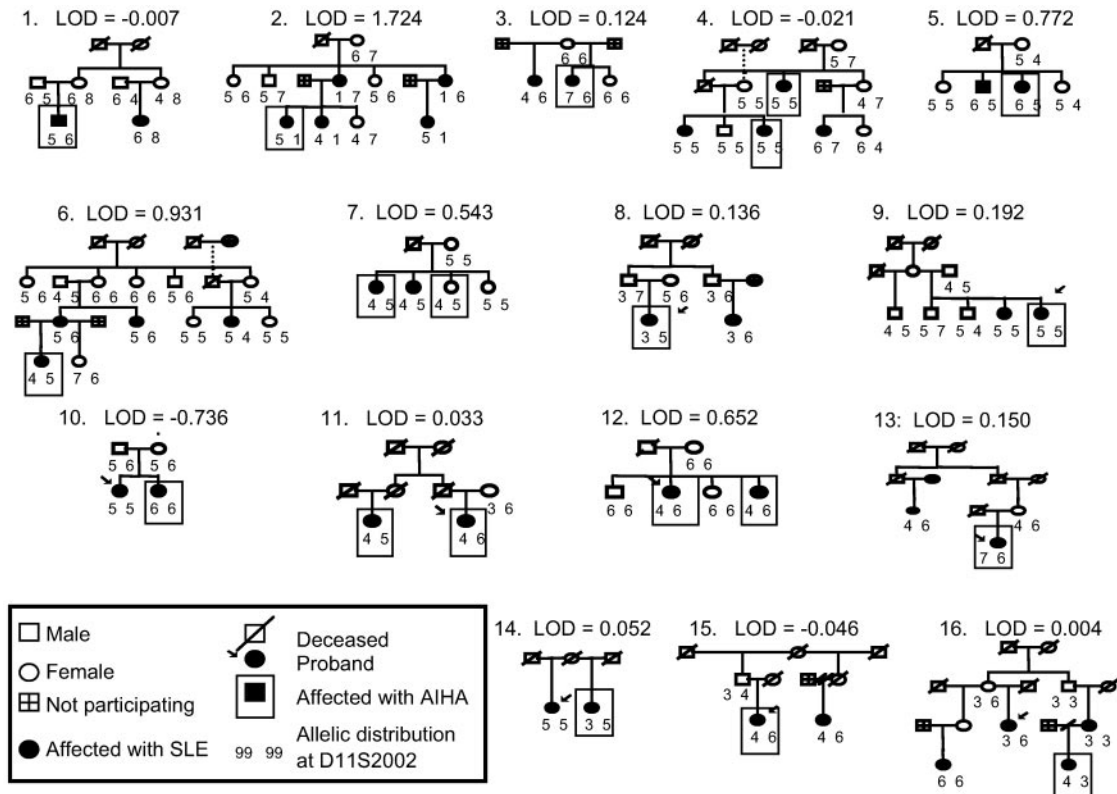 1. LOD = -0.007
2. LOD = 1.724
3. LOD = 0.124
4. LOD = -0.021
5. LOD = 0.772
6 7
6 6
5 7
5 4
6 5 6 8 6 4 4 8
5 6 5 7 1 7 5 6 1 6
4 6 7 6 6 6
5 5 5 5 4 7
5 5 6 5 6 5 5 4
5 6 6 8
5 1 4 1 4 7 5 1
5 5 5 5 5 5 6 7 6 4
6. LOD = 0.931
7. LOD = 0.543
8. LOD = 0.136
9. LOD = 0.192
5 5
5 6 4 5 6 6 6 6 5 6 5 4
4 5 4 5 4 5 5 5
3 7 5 6 3 6
4 5
5 6 5 6 5 5 5 4 5 5
3 5 3 6
4 5 5 7 5 4 5 5 5 5
4 5 7 6
10. LOD = -0.736
11. LOD = 0.033
12. LOD = 0.652
13: LOD = 0.150
5 6 5 6
6 6
5 5 6 6
3 6
6 6 4 6 6 6 4 6
4 6 4 6
4 5 4 6
7 6
14. LOD = 0.052
15. LOD = -0.046
16. LOD = 0.004
5 5 3 5
3 4
3 6 3 3
4 6 4 6
3 6 3 3
6 6 4 3
Male
Female
Not participating
Affected with SLE
Deceased
Proband
Affected with AIHA
99 99 Allelic distribution
at D11S2002